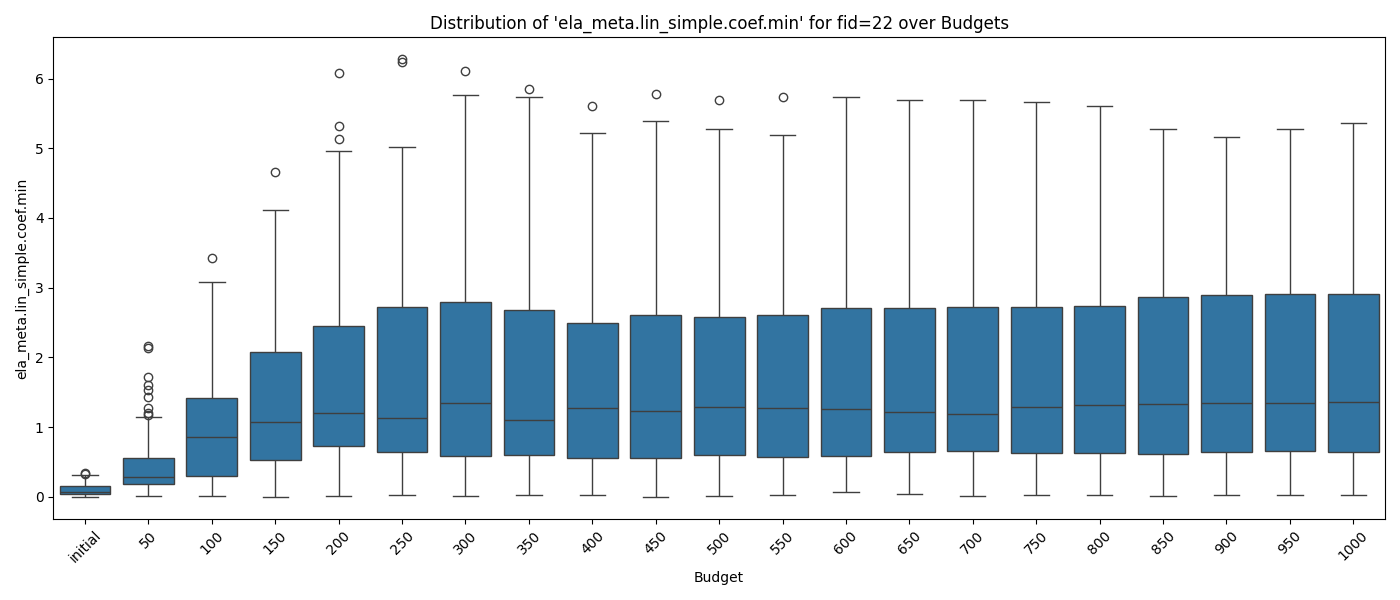 Distribution of 'ela_meta.lin_simple.coef.min' for fid=22 over Budgets
ela_meta.lin_simple.coef.min
6
5
4
3
2
1
0
initial 50 100 150 200 250 300 350 400 450 500 550 600 650 700 750 800 850 900 950 1000
Budget